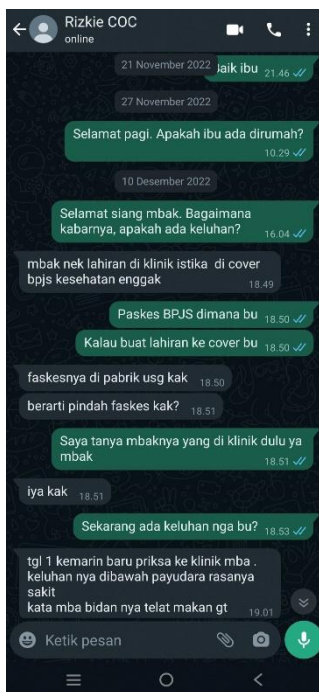 Rizkie COC
online
21 November 2022
Baik ibu 21.46
27 November 2022
Selamat pagi. Apakah ibu ada dirumah?
10.29
10 Desember 2022
Selamat siang mbak. Bagaimana
kabarnya, apakah ada keluhan? 16.04
mbak nek lahiran di klinik istika di cover
bpjs kesehatan enggak 18.49
Paskes BPJS dimana bu 18.50
Kalau buat lahiran ke cover bu 18.50
faskesnya di pabrik usg kak 18.50
berarti pindah faskes kak? 18.51
Saya tanya mbaknya yang di klinik dulu ya
mbak 18.51
iya kak 18.51
Sekarang ada keluhan nga bu? 18.53
tgl 1 kemarin baru priksa ke klinik mba .
keluhan nya dibawah payudara rasanya
sakit
kata mba bidan nya telat makan gt 19.01
Ketik pesan